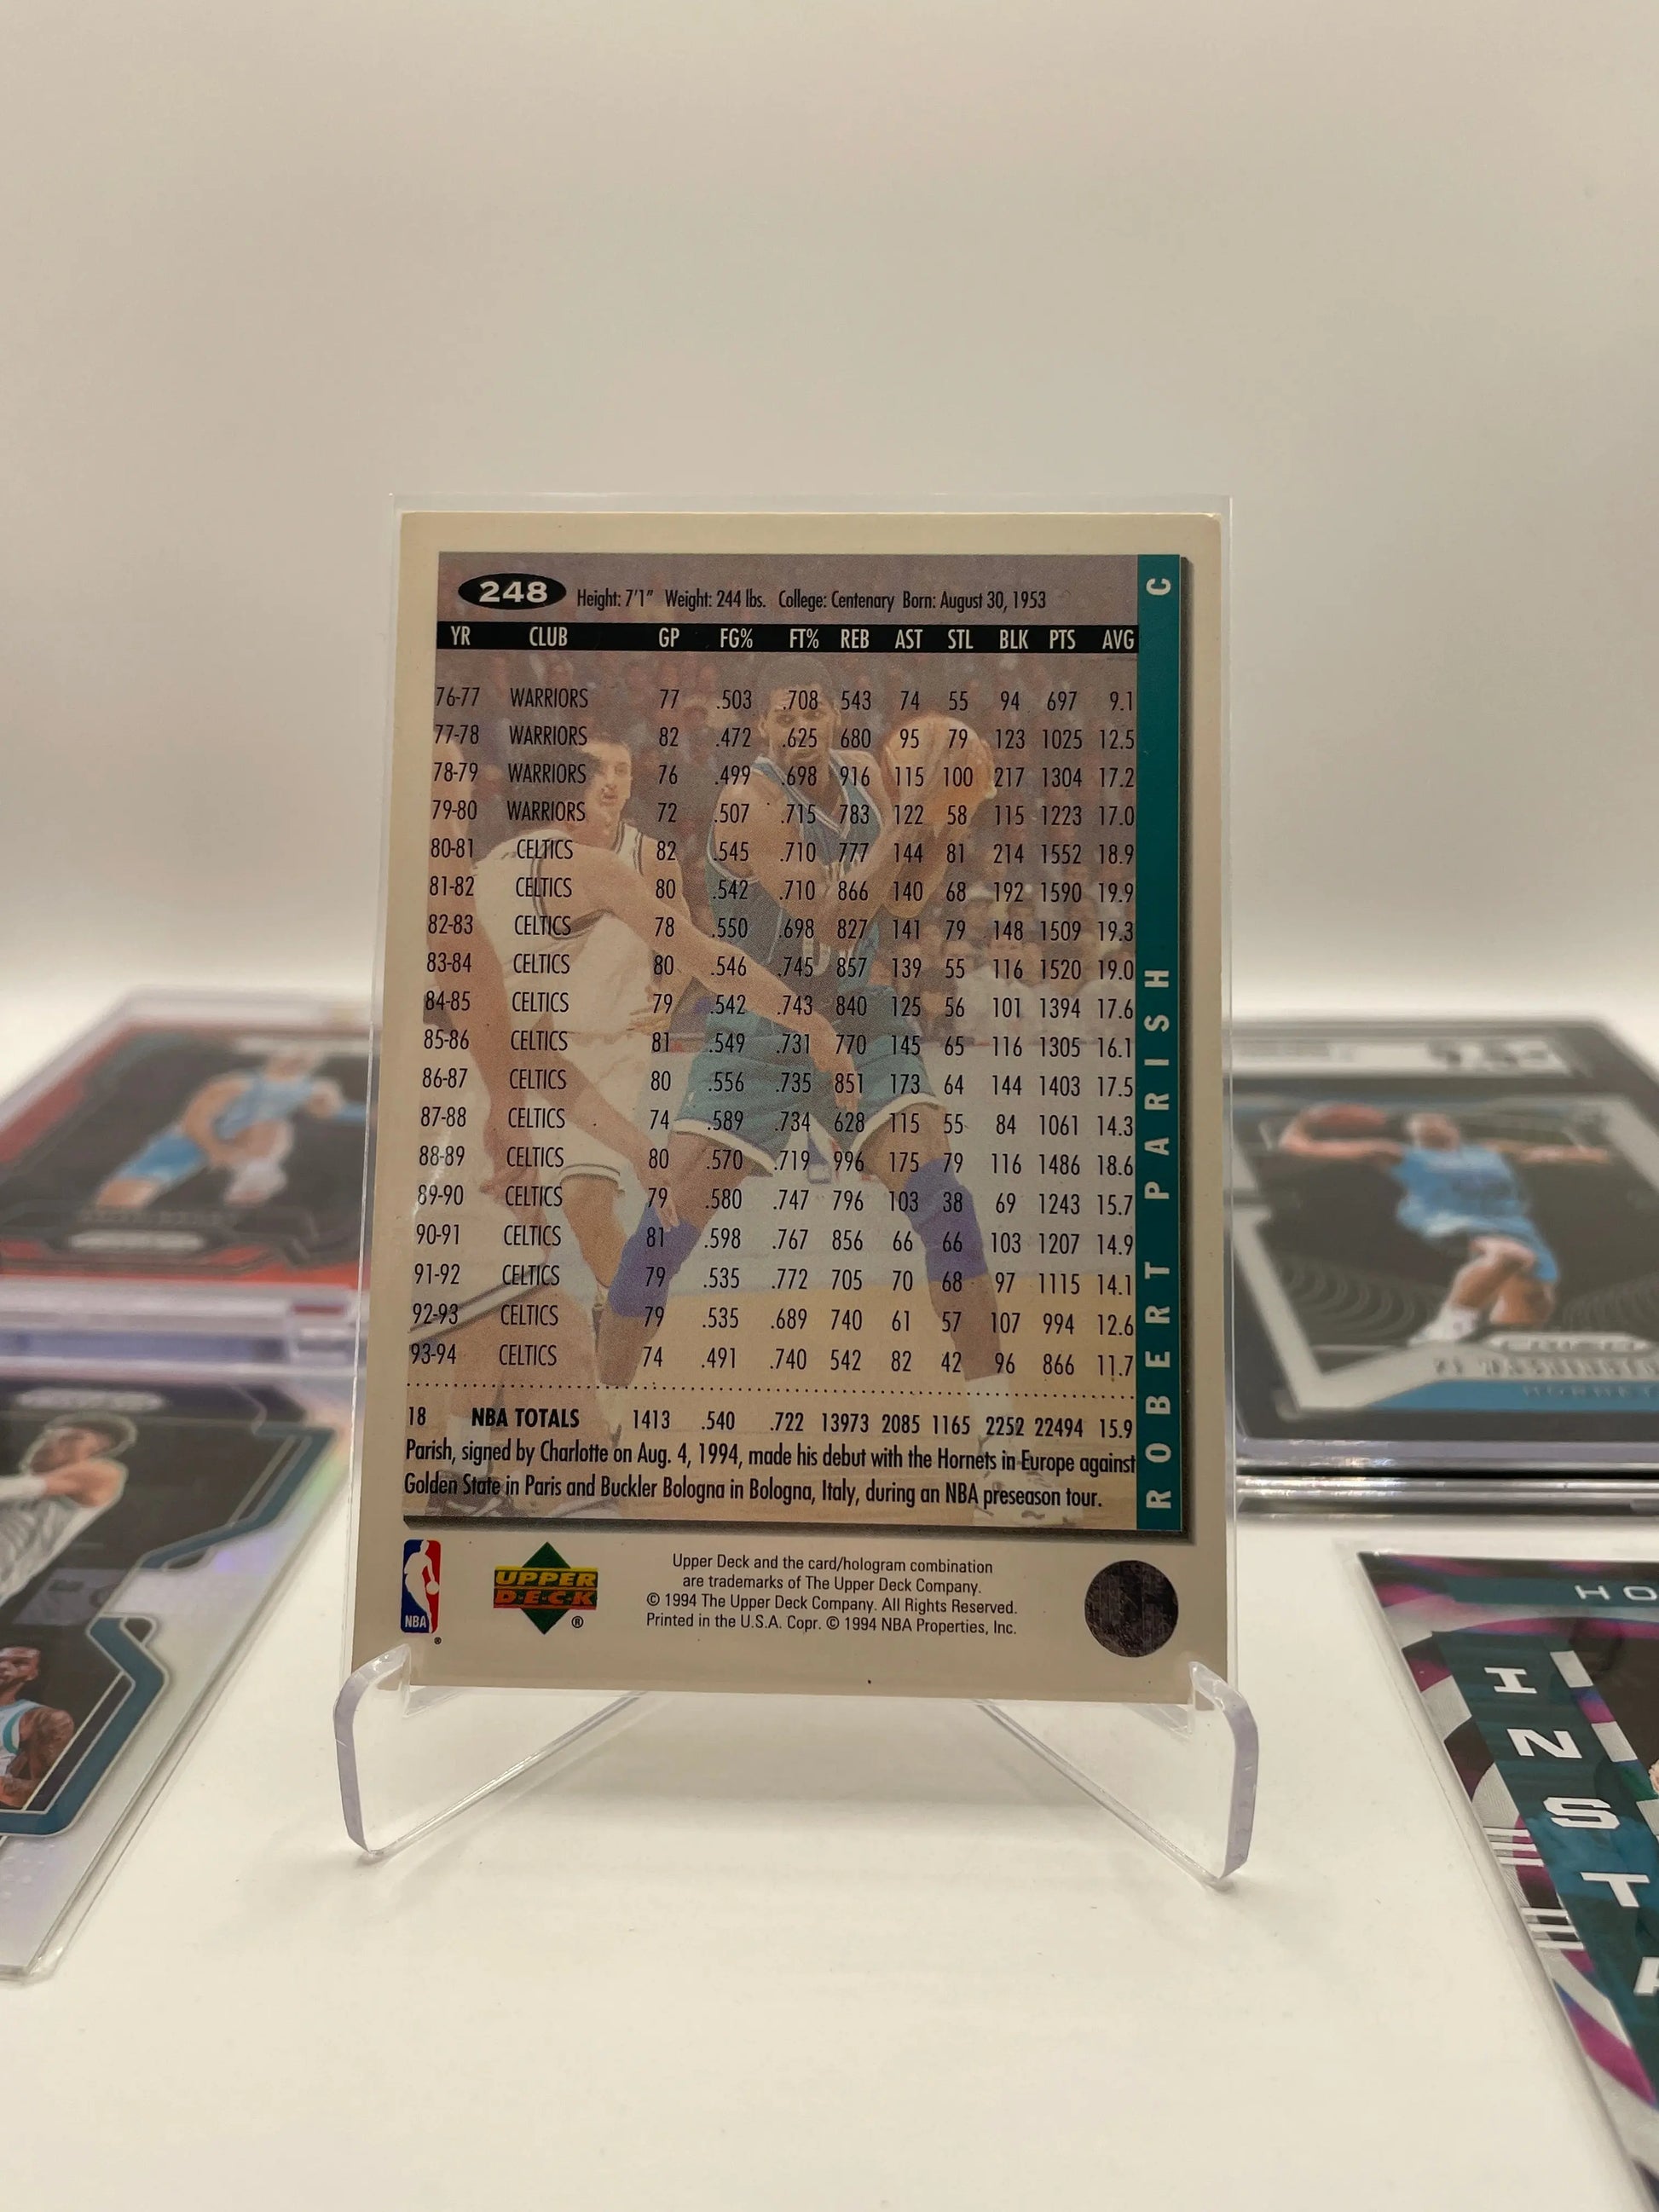 248 Height: 7'1" Weight: 244 lbs. College: Centenary Born: August 30, 1953
YR CLUB GP FG% FT% REB AST STL BLK PTS AVG
76-77 WARRIORS 77 .503 .708 543 74 55 94 697 9.1
77-78 WARRIORS 82 .472 .625 680 95 79 123 1025 12.5
78-79 WARRIORS 76 .499 .698 916 115 100 217 1304 17.2
79-80 WARRIORS 72 .507 .715 783 122 58 115 1223 17.0
80-81 CELTICS 82 .545 .710 777 144 81 214 1552 18.9
81-82 CELTICS 80 .542 .710 866 140 68 192 1590 19.9
82-83 CELTICS 78 .550 .698 827 141 79 148 1509 19.3
83-84 CELTICS 80 .546 .745 857 139 55 116 1520 19.0
84-85 CELTICS 79 .542 .743 840 125 56 101 1394 17.6
85-86 CELTICS 81 .549 .731 770 145 65 116 1305 16.1
86-87 CELTICS 80 .556 .735 851 173 64 144 1403 17.5
87-88 CELTICS 74 .589 .734 628 115 55 84 1061 14.3
88-89 CELTICS 80 .570 .719 996 175 79 116 1486 18.6
89-90 CELTICS 79 .580 .747 796 103 38 69 1243 15.7
90-91 CELTICS 81 .598 .767 856 66 66 103 1207 14.9
91-92 CELTICS 79 .535 .772 705 70 68 97 1115 14.1
92-93 CELTICS 79 .535 .689 740 61 57 107 994 12.6
93-94 CELTICS 74 .491 .740 542 82 42 96 866 11.7
18 NBA TOTALS 1413 .540 .722 13973 2085 1165 2252 22494 15.9
Parish, signed by Charlotte on Aug. 4, 1994, made his debut with the Hornets in Europe against
Golden State in Paris and Buckler Bologna in Bologna, Italy, during an NBA preseason tour.
ROBERT PARISH C
NBA
UPPER
DECK
®
Upper Deck and the card/hologram combination
are trademarks of The Upper Deck Company.
© 1994 The Upper Deck Company. All Rights Reserved.
Printed in the U.S.A. Copr. © 1994 NBA Properties, Inc.
HO
INSTA